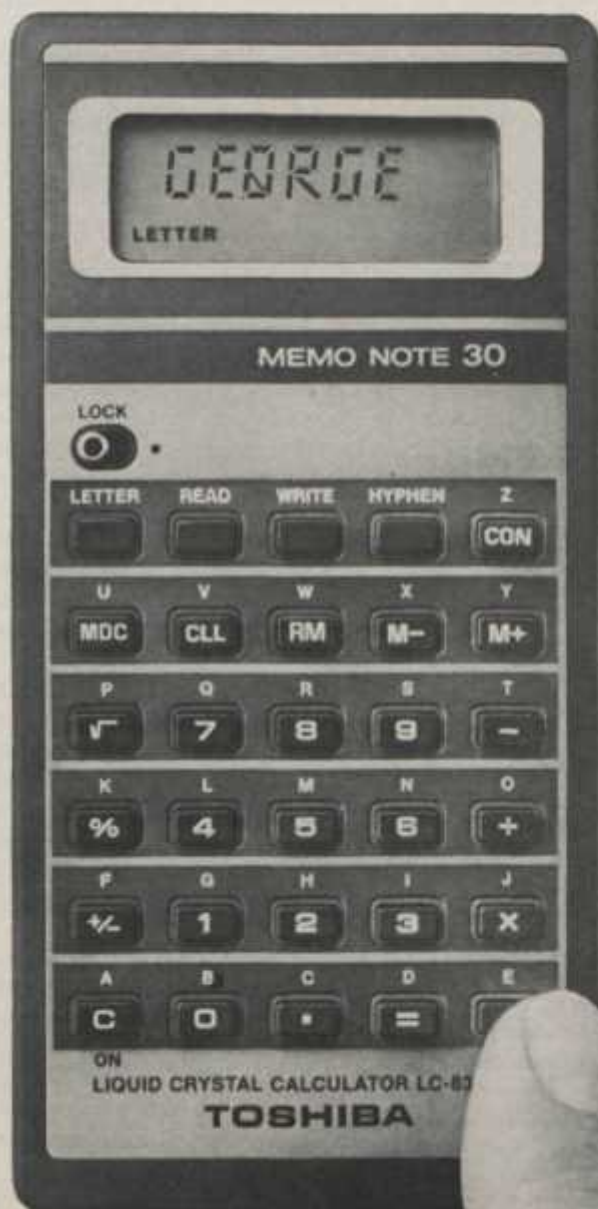 GEORGE
LETTER
MEMO NOTE 30
LOCK
LETTER READ WRITE HYPHEN Z
CON
U V W X Y
MDC CLL RM M- M+
P Q R S T
√ 7 8 9 -
K L M N O
% 4 5 6 ÷
F G H I J
+/- 1 2 3 X
A B C D E
C 0 • =
ON
LIQUID CRYSTAL CALCULATOR
TOSHIBA